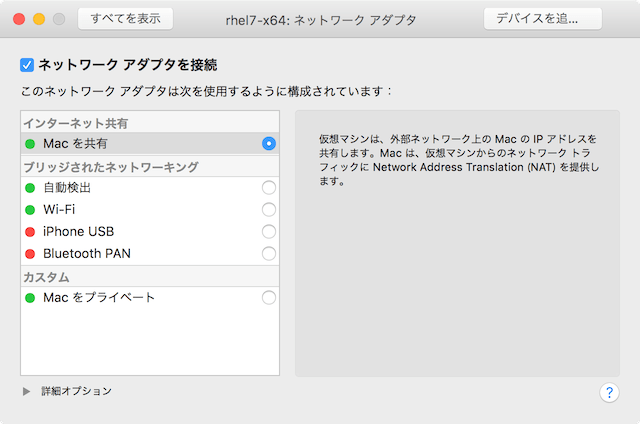 すべてを表示
rhel7-x64: ネットワーク アダプタ
デバイスを追...
ネットワーク アダプタを接続
このネットワーク アダプタは次を使用するように構成されています：
インターネット共有
Mac を共有
ブリッジされたネットワーキング
自動検出
Wi-Fi
iPhone USB
Bluetooth PAN
カスタム
Mac をプライベート
仮想マシンは、外部ネットワーク上の Mac の IP アドレスを
共有します。Mac は、仮想マシンからのネットワーク トラ
フィックに Network Address Translation (NAT) を提供し
ます。
詳細オプション
?